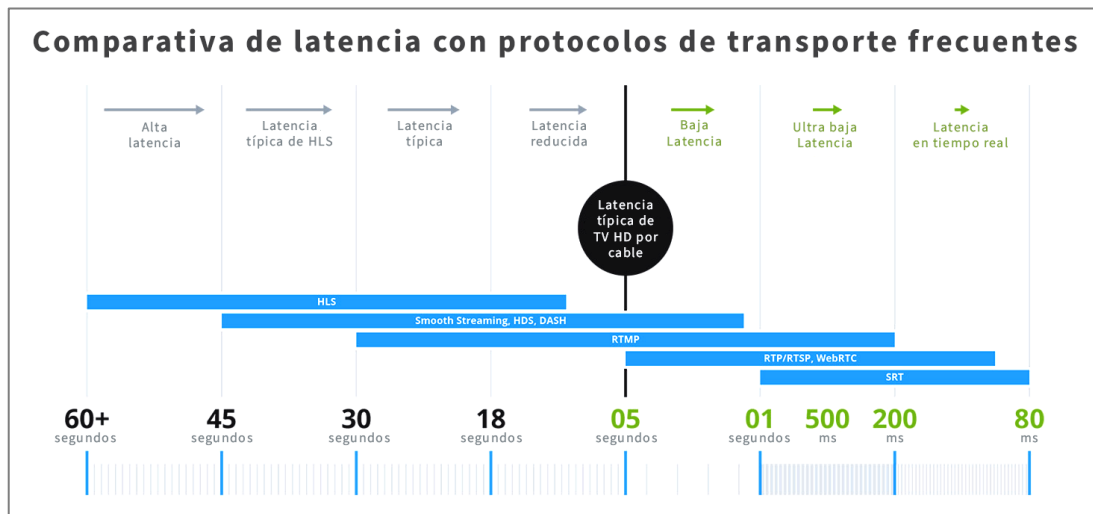 Comparativa de latencia con protocolos de transporte frecuentes
Alta
latencia
Latencia
típica de HLS
Latencia
típica
Latencia
reducida
Baja
Latencia
Ultra baja
Latencia
Latencia
en tiempo real
Latencia
típica de
TV HD por
cable
HLS
Smooth Streaming, HDS, DASH
RTMP
RTP/RTSP, WebRTC
SRT
60+
segundos
45
segundos
30
segundos
18
segundos
05
segundos
01
segundos
500
ms
200
ms
80
ms